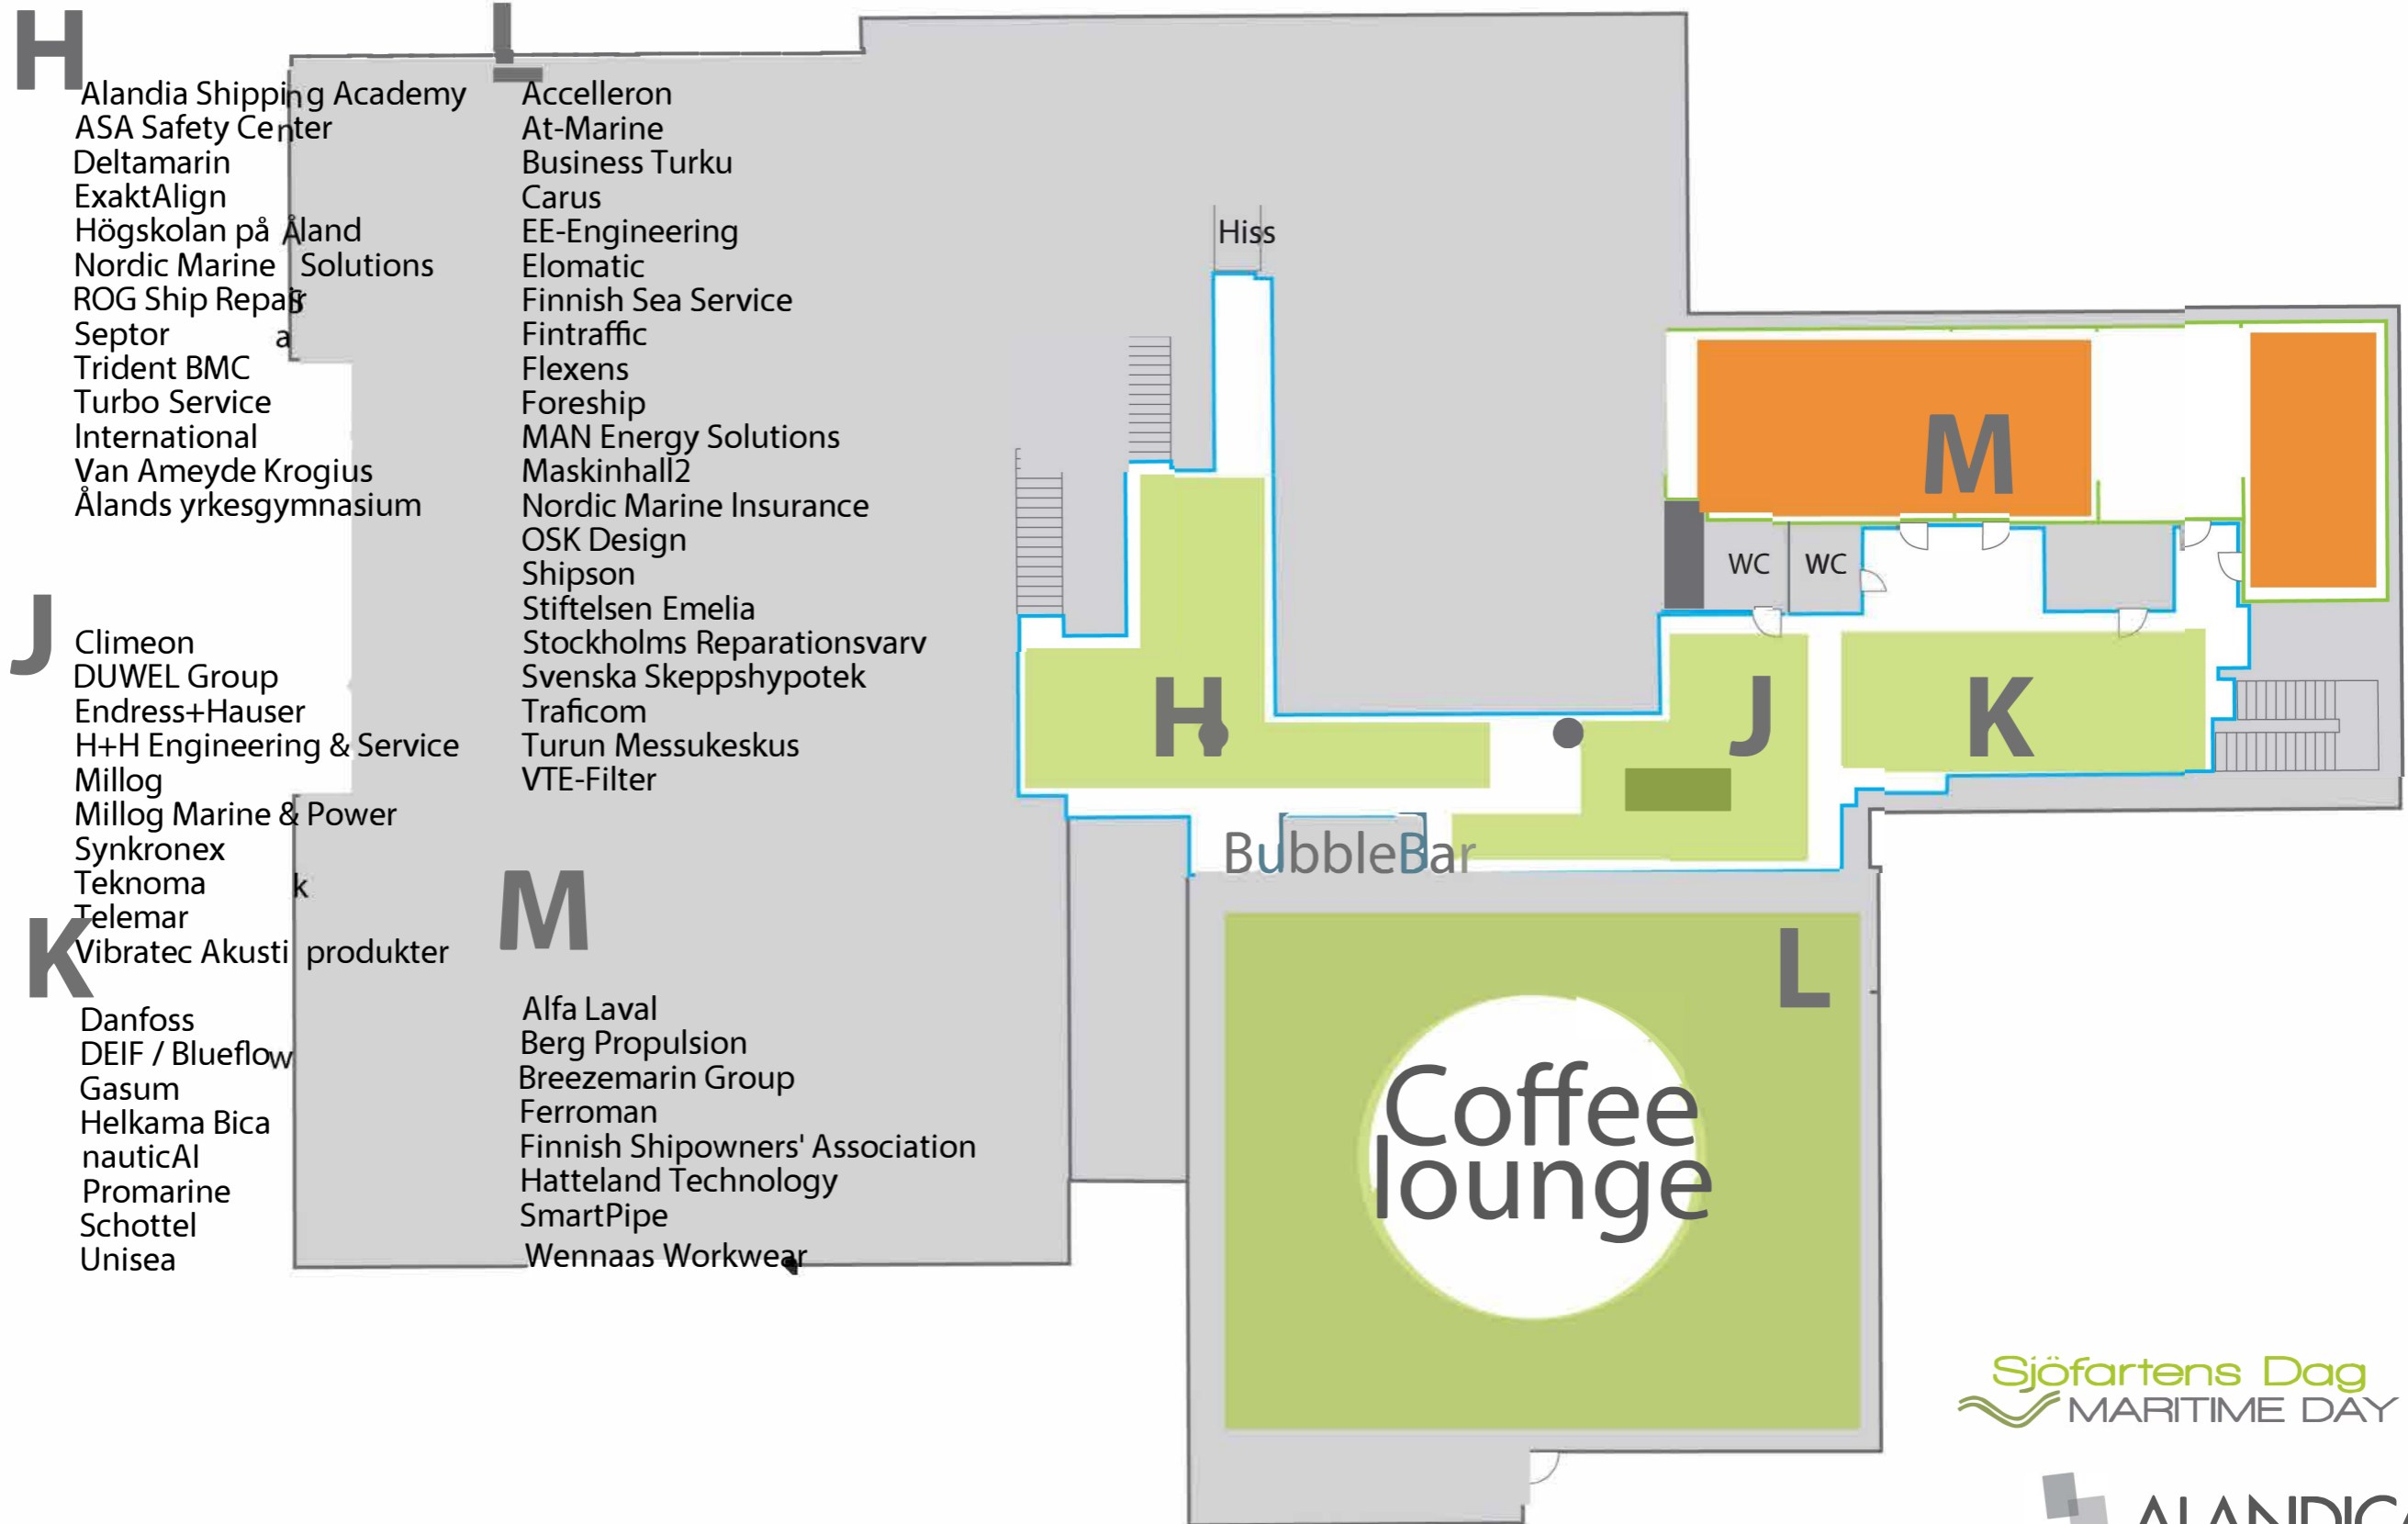 H
Alandia Shipping Academy
ASA Safety Center
Deltamarin
ExaktAlign
Högskolan på Åland
Nordic Marine Solutions
ROG Ship Repair
s
Septor
a
Trident BMC
Turbo Service
International
Van Ameyde Krogius
Ålands yrkesgymnasium
J
Climeon
DUWEL Group
Endress+Hauser
H+H Engineering & Service
Millog
Millog Marine & Power
Synkronex
Teknoma
k
Telemar
Vibratec Akusti produkter
K
Danfoss
DEIF / Blueflow
Gasum
Helkama Bica
nauticAl
Promarine
Schottel
Unisea
L
Accelleron
At-Marine
Business Turku
Carus
EE-Engineering
Elomatic
Finnish Sea Service
Fintraffic
Flexens
Foreship
MAN Energy Solutions
Maskinhall2
Nordic Marine Insurance
OSK Design
Shipson
Stiftelsen Emelia
Stockholms Reparationsvarv
Svenska Skeppshypotek
Traficom
Turun Messukeskus
VTE-Filter
M
Alfa Laval
Berg Propulsion
Breezemarin Group
Ferroman
Finnish Shipowners' Association
Hatteland Technology
SmartPipe
Wennaas Workwear
Hiss
M
WC WC
H
J
K
BubbleBar
L
Coffee
lounge
Sjöfartens Dag
MARITIME DAY
ALANDIC